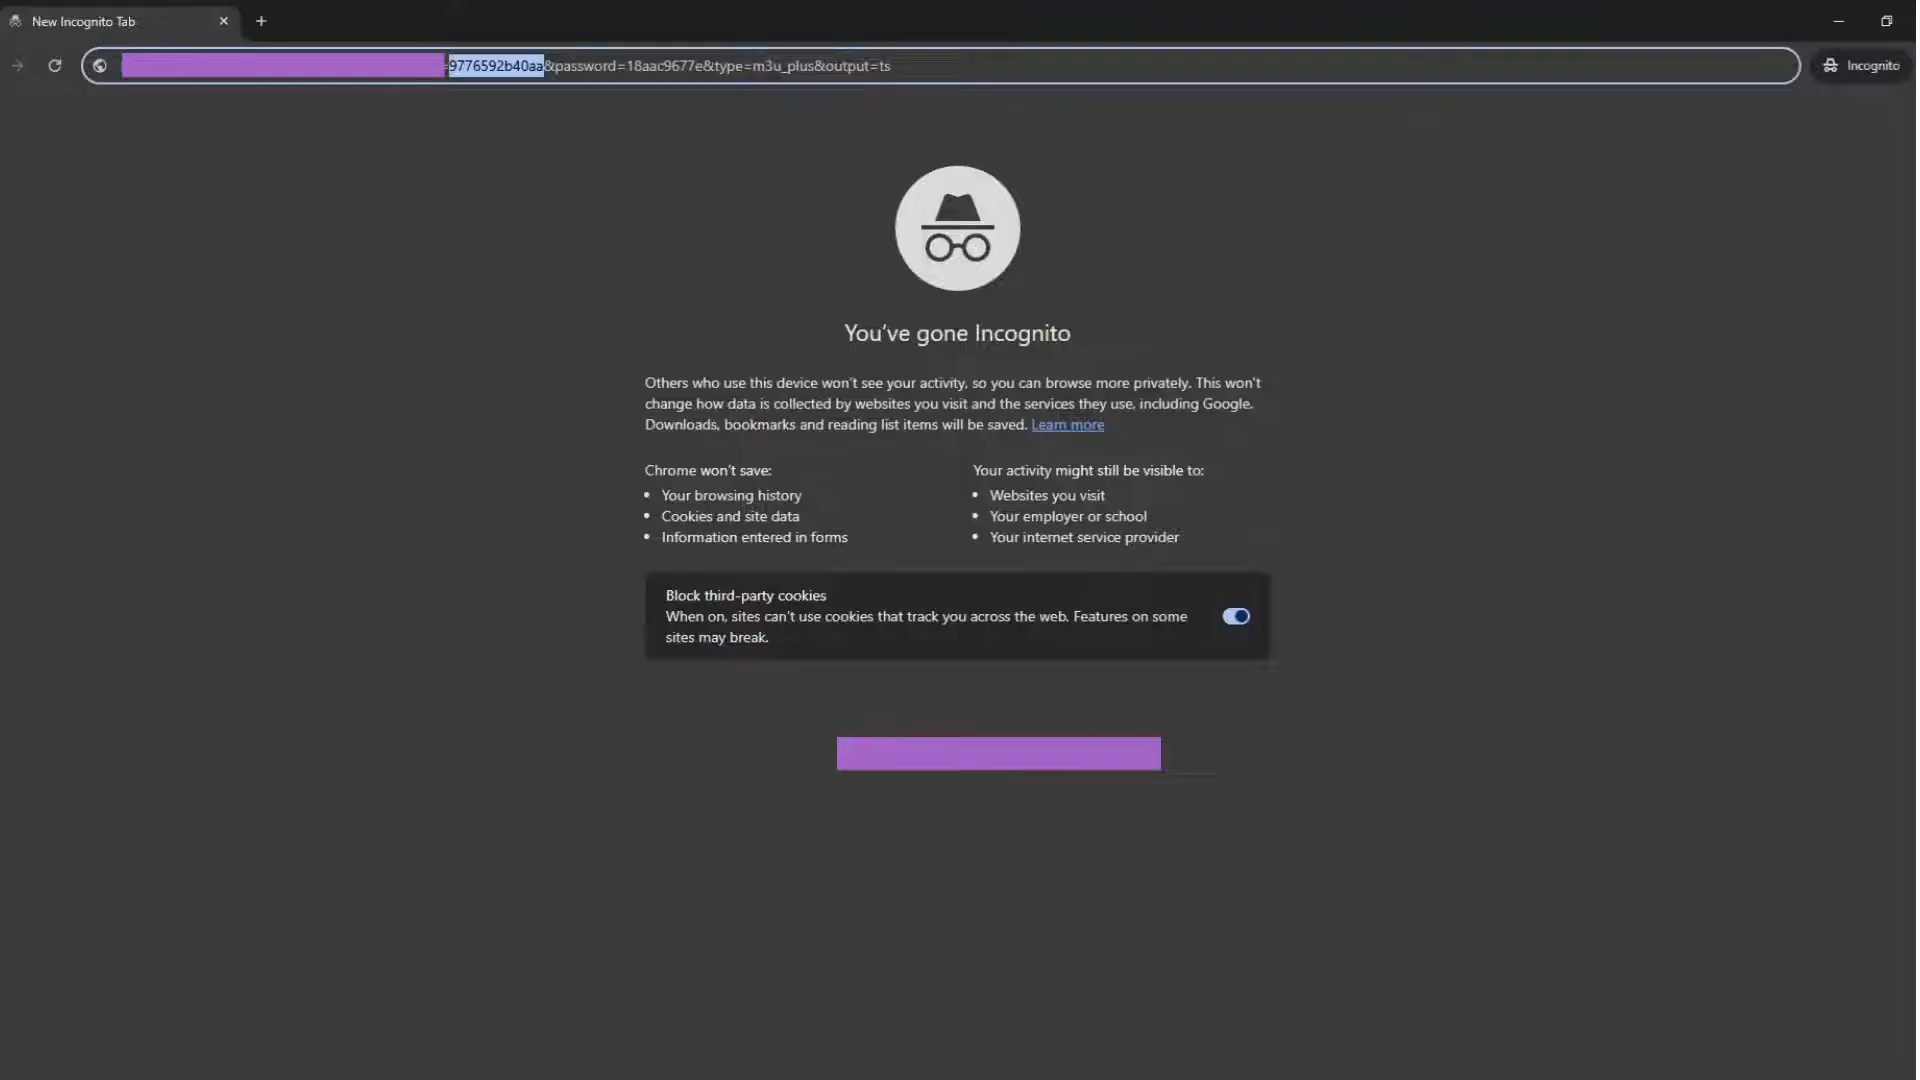 New Incognito Tab
=9776592b40aa&password=18aac9677e&type=m3u_plus&output=ts
Incognito
You've gone Incognito
Others who use this device won't see your activity, so you can browse more privately. This won't
change how data is collected by websites you visit and the services they use, including Google.
Downloads, bookmarks and reading list items will be saved. Learn more
Chrome won't save:
• Your browsing history
• Cookies and site data
• Information entered in forms
Your activity might still be visible to:
• Websites you visit
• Your employer or school
• Your internet service provider
Block third-party cookies
When on, sites can't use cookies that track you across the web. Features on some
sites may break.